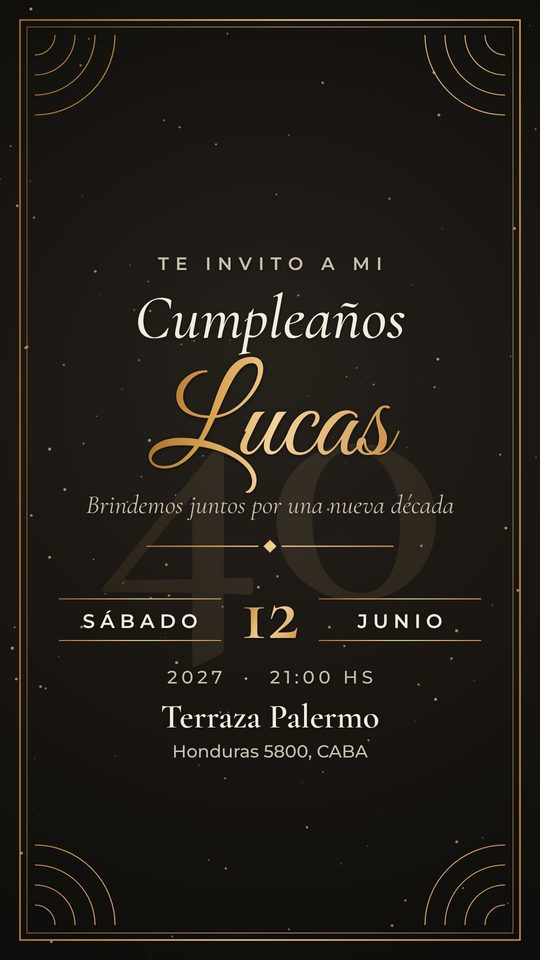 TE INVITO A MI
Cumpleaños
Lucas
40
Brindemos juntos por una nueva década
SÁBADO 12 JUNIO
2027 · 21:00 HS
Terraza Palermo
Honduras 5800, CABA